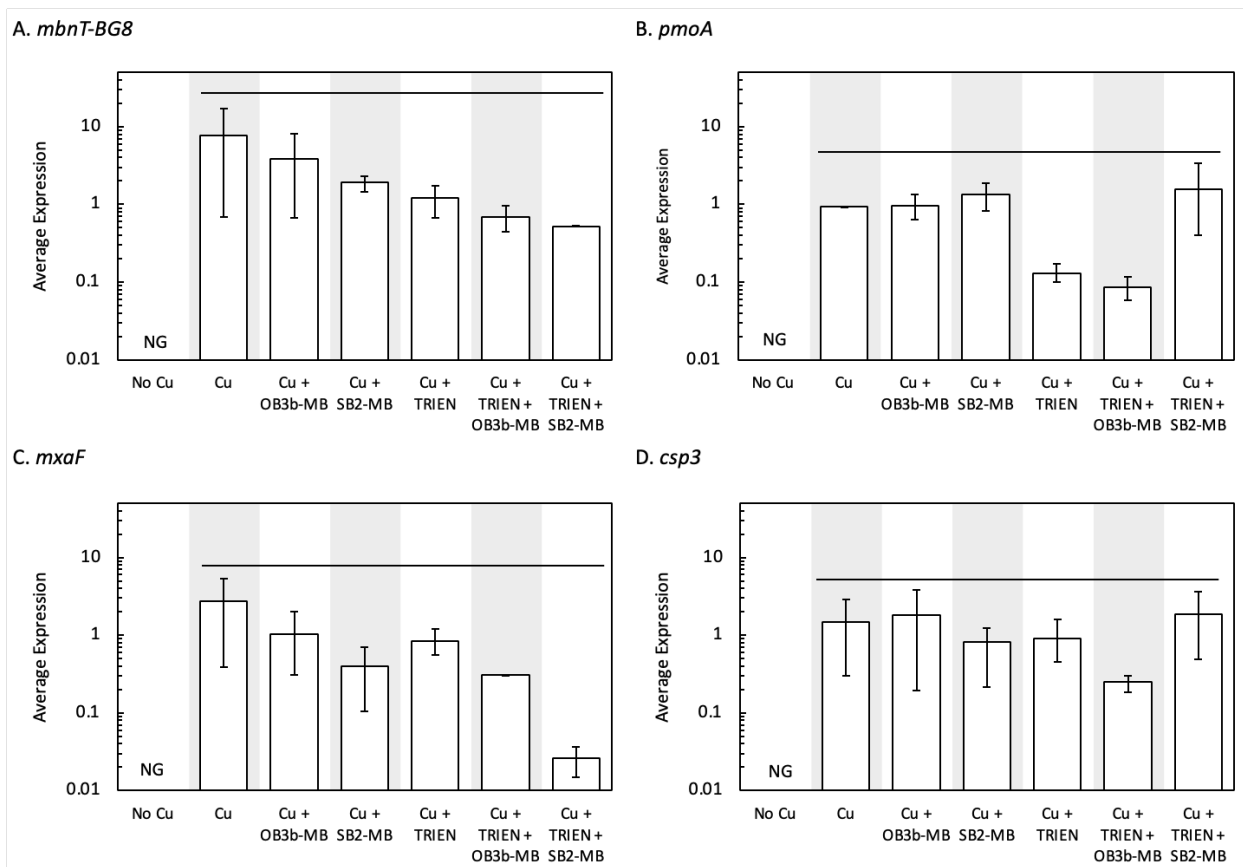 A. mbnT-BG8
Average Expression
10
1
0.1
0.01
NG
No Cu
Cu
Cu +
OB3b-MB
Cu +
SB2-MB
Cu +
TRIEN
Cu +
TRIEN +
OB3b-MB
Cu +
TRIEN +
SB2-MB
B. pmoA
Average Expression
10
1
0.1
0.01
NG
No Cu
Cu
Cu +
OB3b-MB
Cu +
SB2-MB
Cu +
TRIEN
Cu +
TRIEN +
OB3b-MB
Cu +
TRIEN +
SB2-MB
C. mxaF
Average Expression
10
1
0.1
0.01
NG
No Cu
Cu
Cu +
OB3b-MB
Cu +
SB2-MB
Cu +
TRIEN
Cu +
TRIEN +
OB3b-MB
Cu +
TRIEN +
SB2-MB
D. csp3
Average Expression
10
1
0.1
0.01
NG
No Cu
Cu
Cu +
OB3b-MB
Cu +
SB2-MB
Cu +
TRIEN
Cu +
TRIEN +
OB3b-MB
Cu +
TRIEN +
SB2-MB